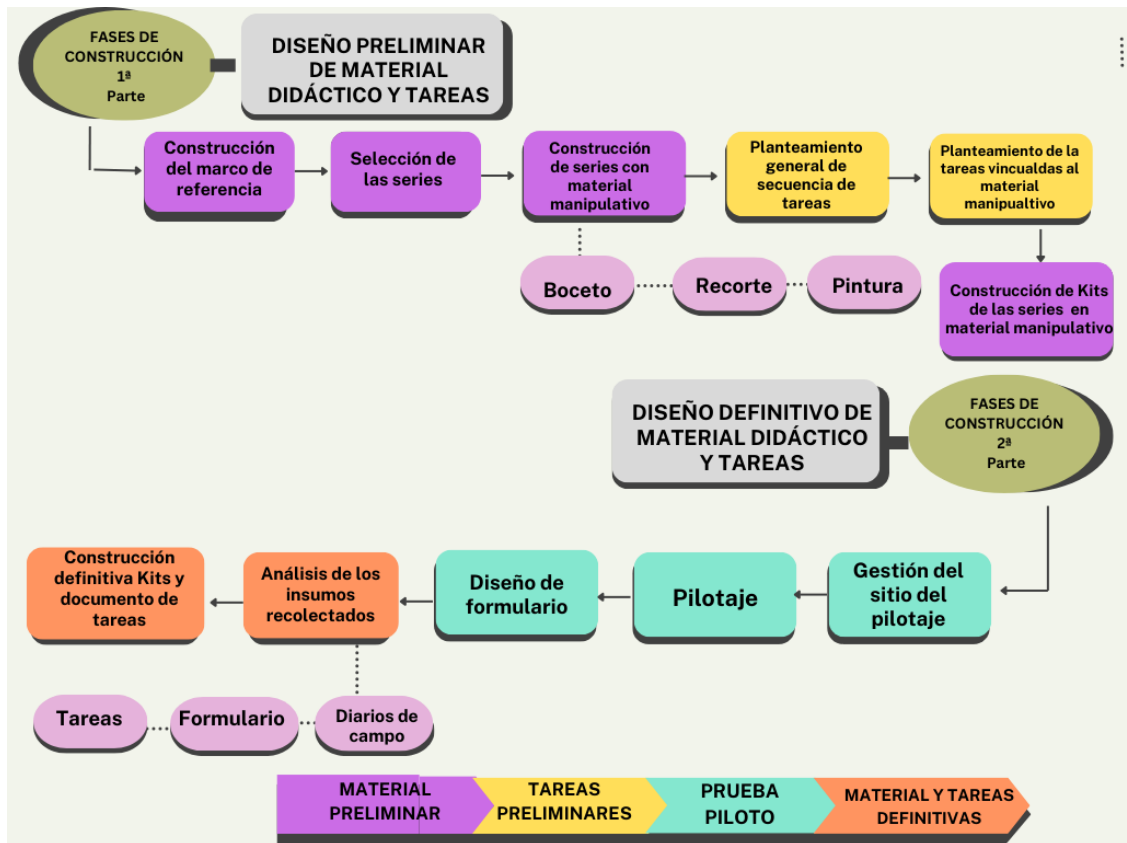 FASES DE
CONSTRUCCIÓN
1ª
Parte
DISEÑO PRELIMINAR
DE MATERIAL
DIDÁCTICO Y TAREAS
Construcción
del marco de
referencia
Selección de
las series
Construcción
de series con
material
manipulativo
Planteamiento
general de
secuencia de
tareas
Planteamiento de la
tareas vincualdas al
material
manipualtivo
Boceto
Recorte
Pintura
Construcción de Kits
de las series en
material manipulativo
DISEÑO DEFINITIVO DE
MATERIAL DIDÁCTICO
Y TAREAS
FASES DE
CONSTRUCCIÓN
2ª
Parte
Gestión del
sitio del
pilotaje
Pilotaje
Diseño de
formulario
Análisis de los
insumos
recolectados
Construcción
definitiva Kits y
documento de
tareas
Tareas
Formulario
Diarios de
campo
MATERIAL
PRELIMINAR
TAREAS
PRELIMINARES
PRUEBA
PILOTO
MATERIAL Y TAREAS
DEFINITIVAS